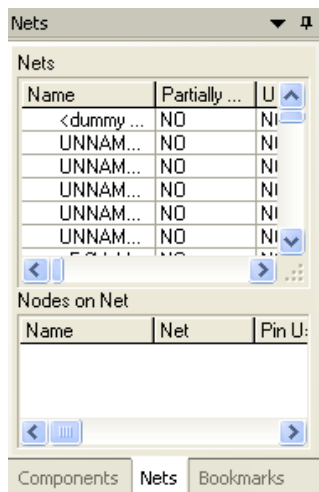 Nets
Nets
Name Partially ... U
<dummy ... NO N
UNNAM... NO N
UNNAM... NO N
UNNAM... NO N
UNNAM... NO N
UNNAM... NO N
Nodes on Net
Name Net Pin U
Components Nets Bookmarks